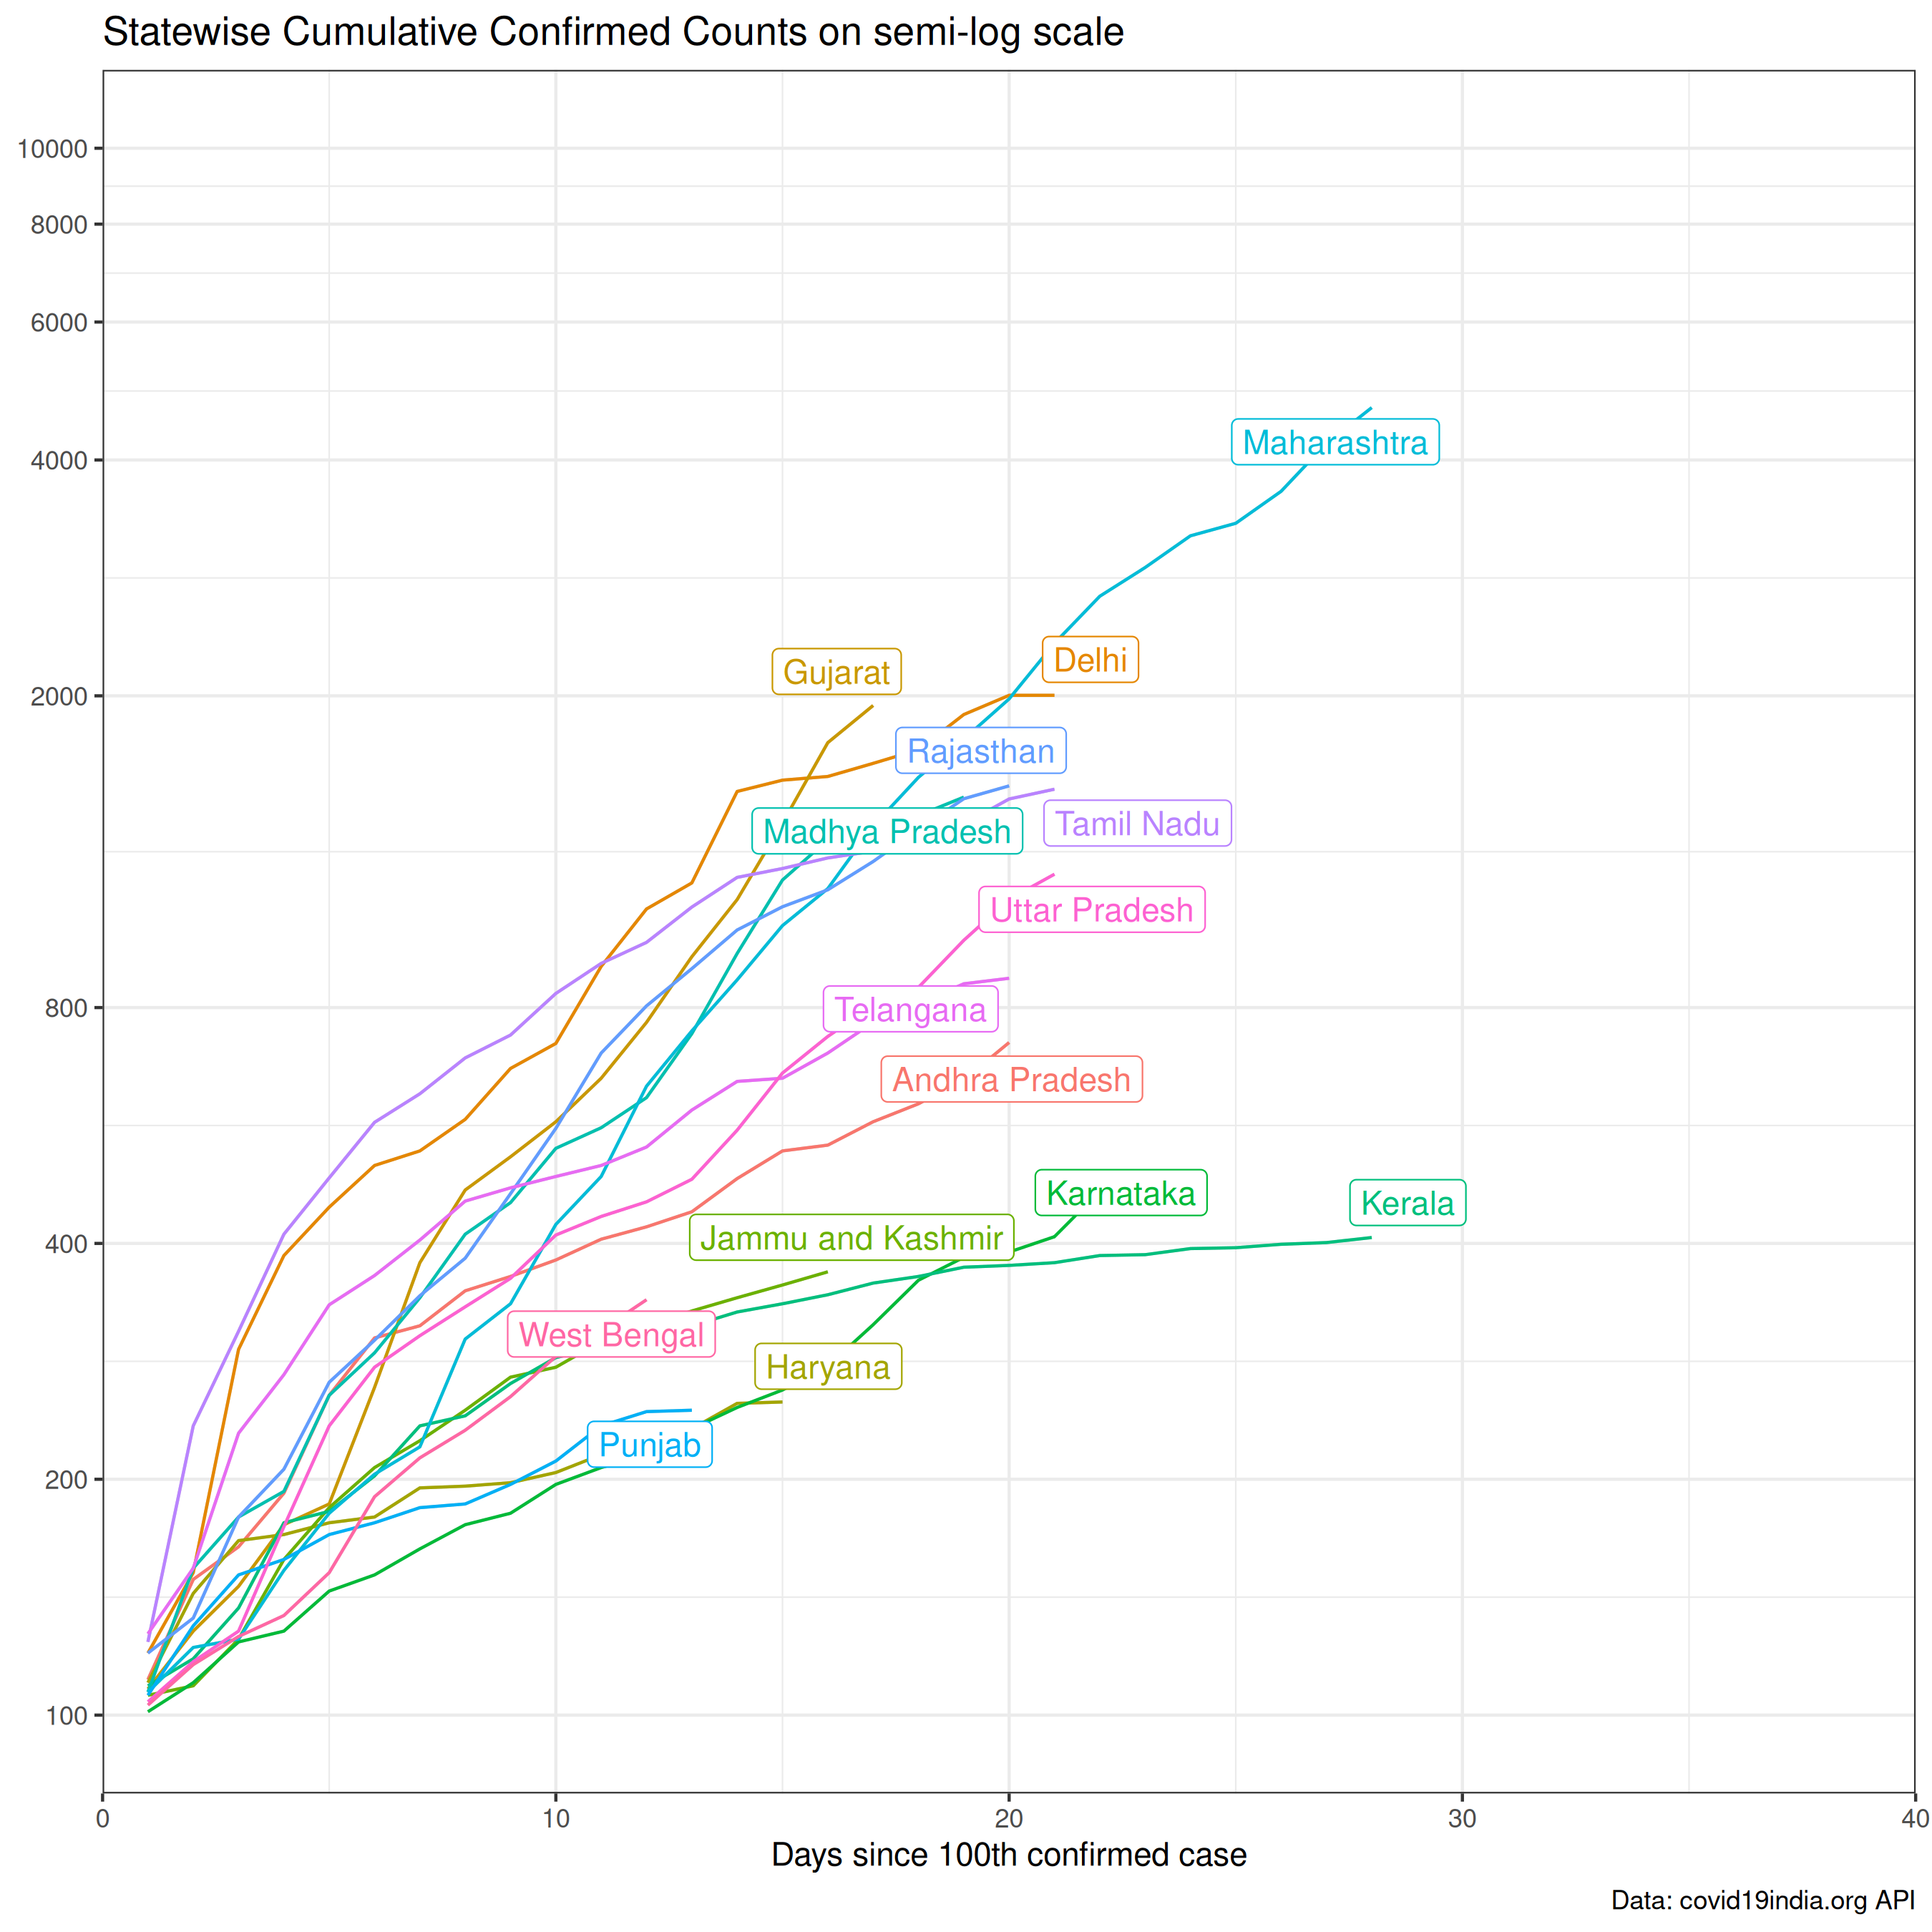 Statewise Cumulative Confirmed Counts on semi-log scale
10000
8000
6000
4000
2000
800
400
200
100
Maharashtra
Delhi
Gujarat
Rajasthan
Tamil Nadu
Madhya Pradesh
Uttar Pradesh
Telangana
Andhra Pradesh
Karnataka
Kerala
Jammu and Kashmir
West Bengal
Haryana
Punjab
0
10
20
30
40
Days since 100th confirmed case
Data: covid19india.org API